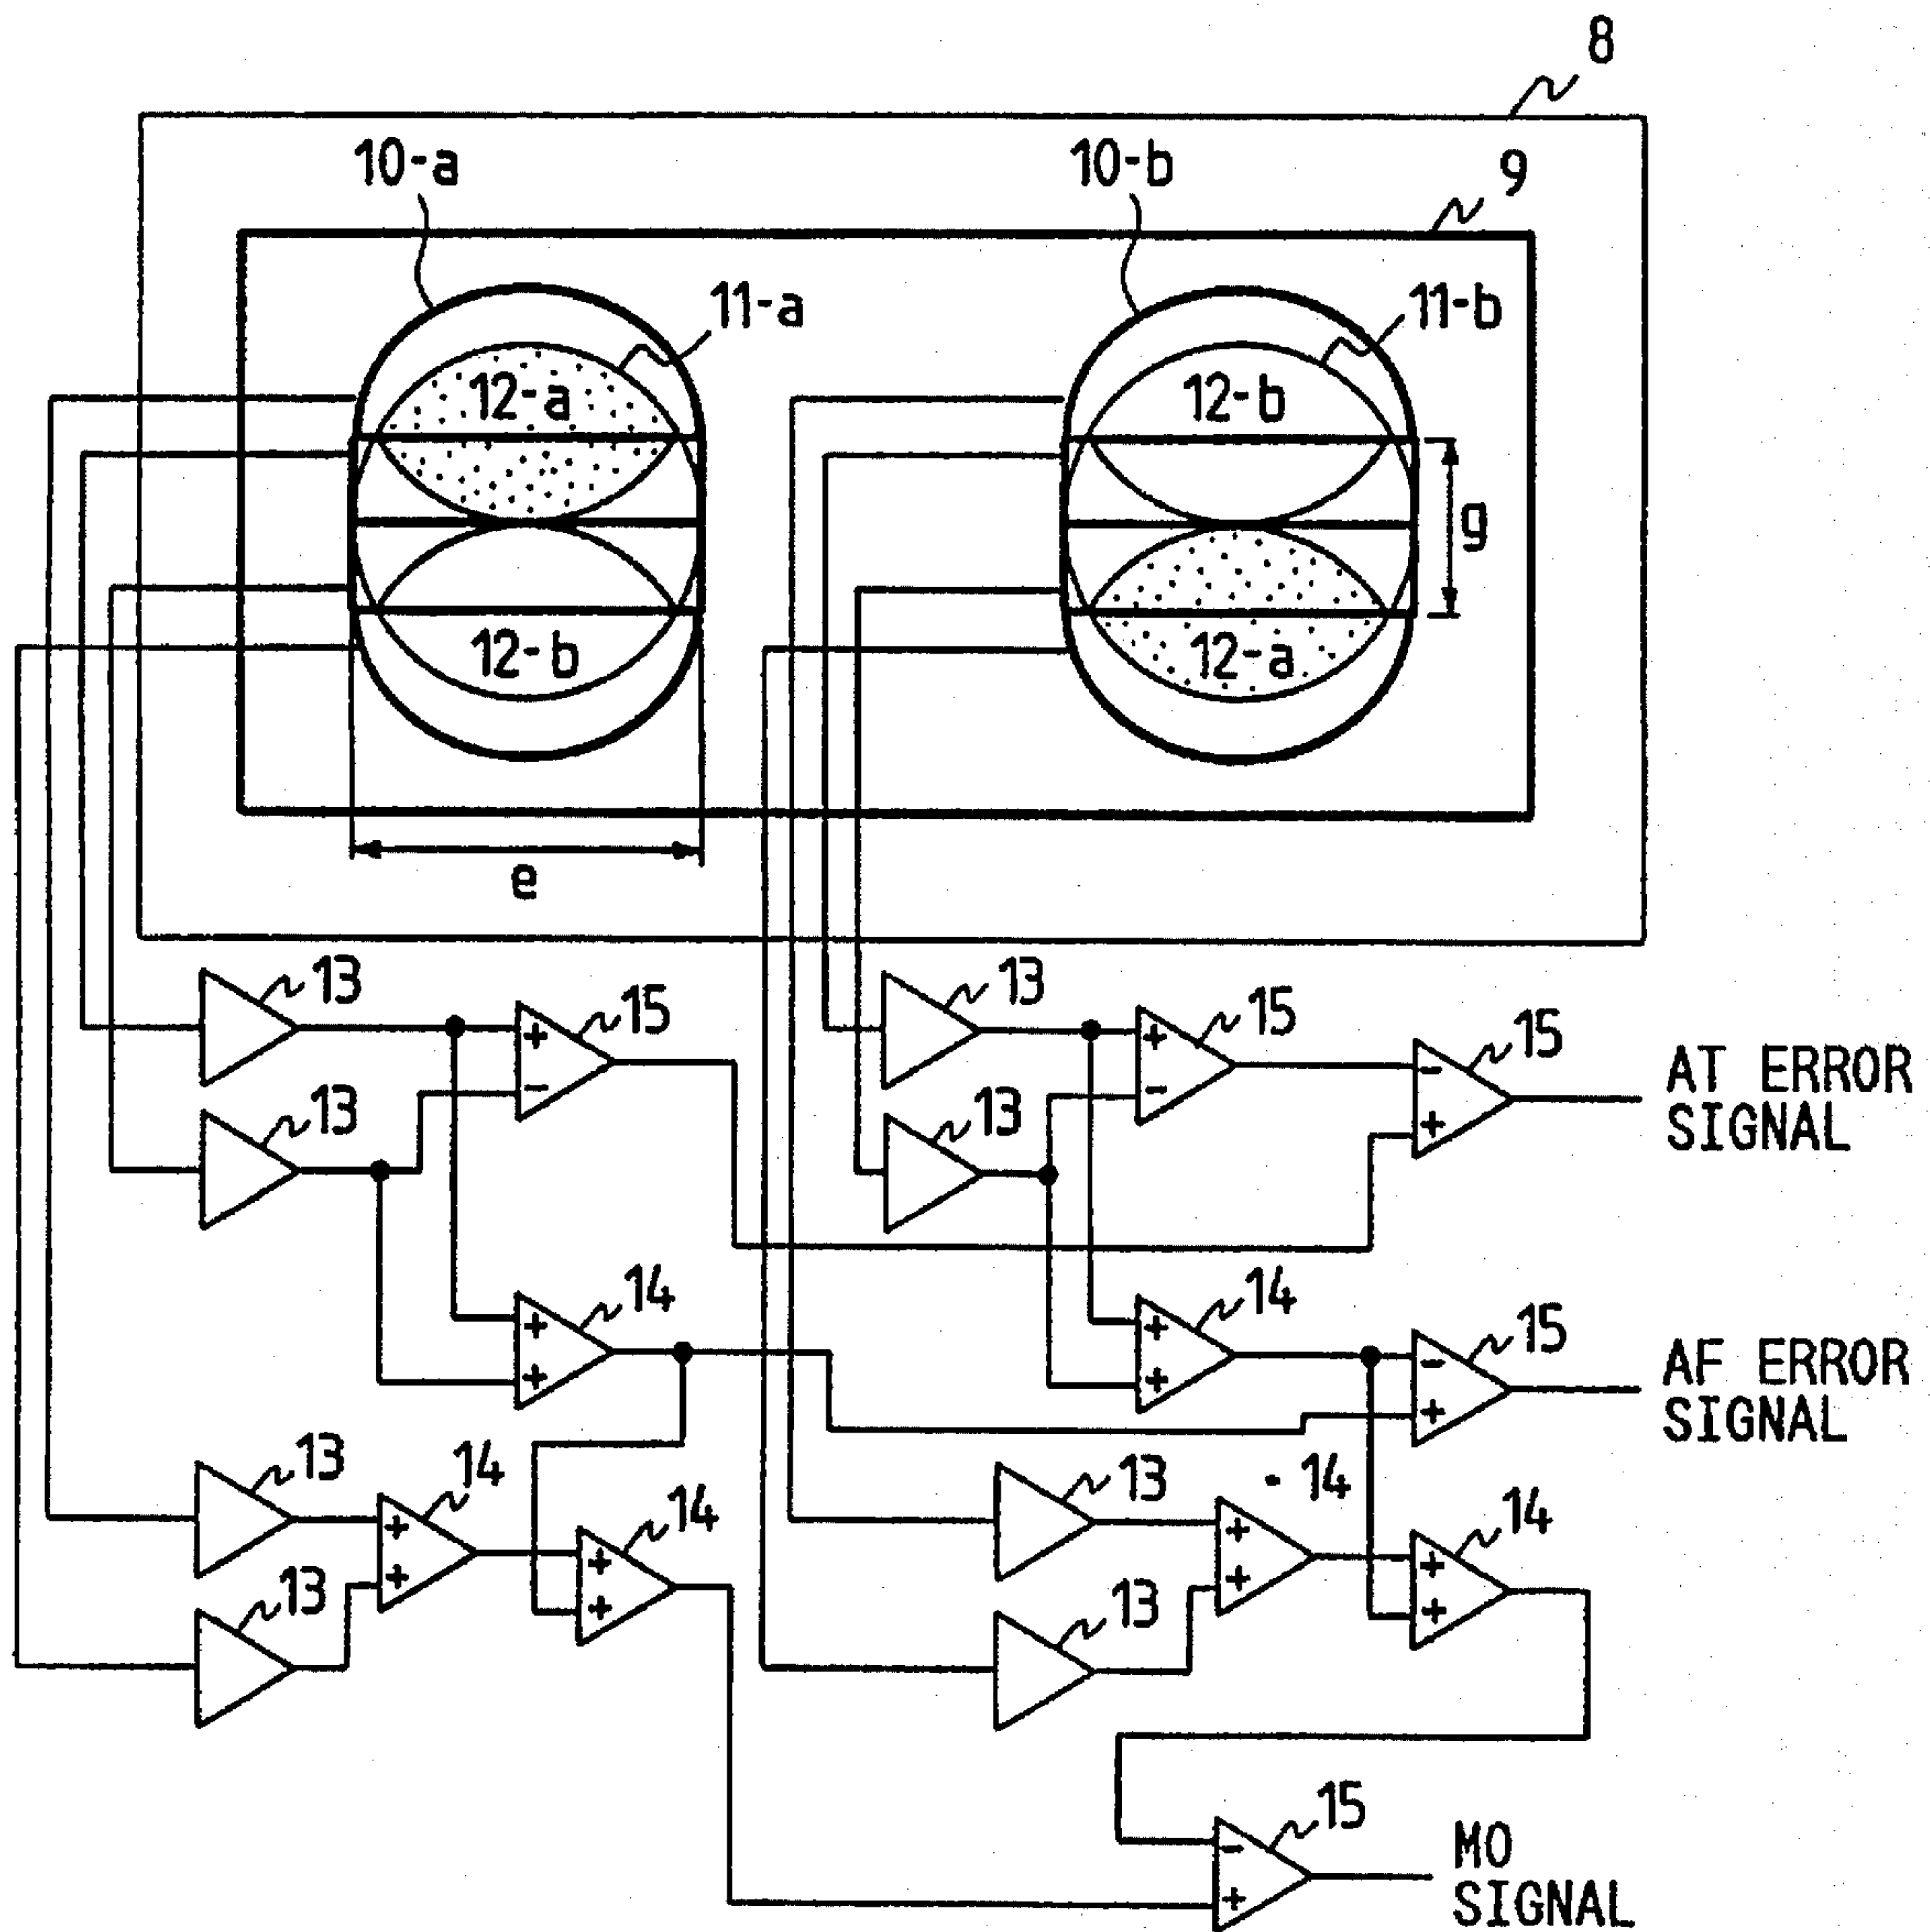 8
10-a
10-b
9
11-a
11-b
12-a
12-b
g
12-b
12-a
e
13
15
13
15
15
+
+
-
AT ERROR
SIGNAL
-
-
+
13
13
14
14
15
+
+
-
AF ERROR
SIGNAL
+
+
+
13
14
14
13
- 14
14
+
+
+
+
+
+
+
+
13
13
15
-
MO
SIGNAL
+